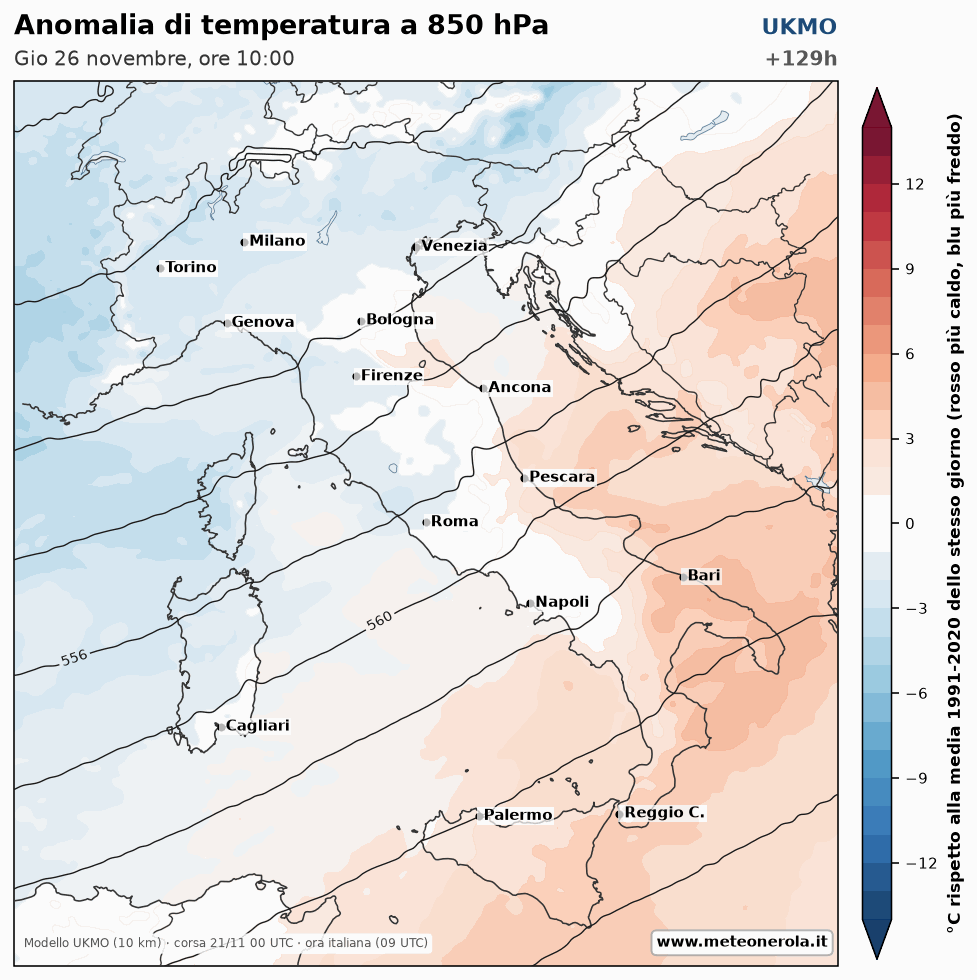 Anomalia di temperatura a 850 hPa
UKMO
Gio 26 novembre, ore 10:00
+129h
Milano
Venezia
Torino
Genova
Bologna
Firenze
Ancona
Pescara
Roma
Bari
Napoli
560
556
Cagliari
Palermo
Reggio C.
Modello UKMO (10 km) · corsa 21/11 00 UTC · ora italiana (09 UTC)
www.meteonerola.it
12
9
6
3
0
−3
−6
−9
−12
°C rispetto alla media 1991-2020 dello stesso giorno (rosso più caldo, blu più freddo)